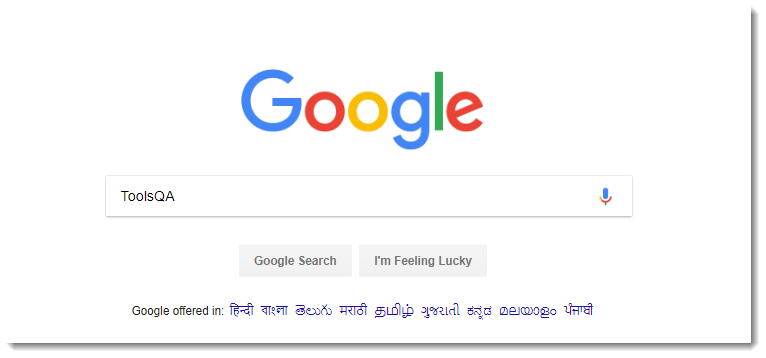 Google
ToolsQA
Google Search I'm Feeling Lucky
Google offered in: हिन्दी বাংলা తెలుగు मराठी தமிழ் ગુજરાતી ಕನ್ನಡ മലയാളം ਪੰਜਾਬੀ